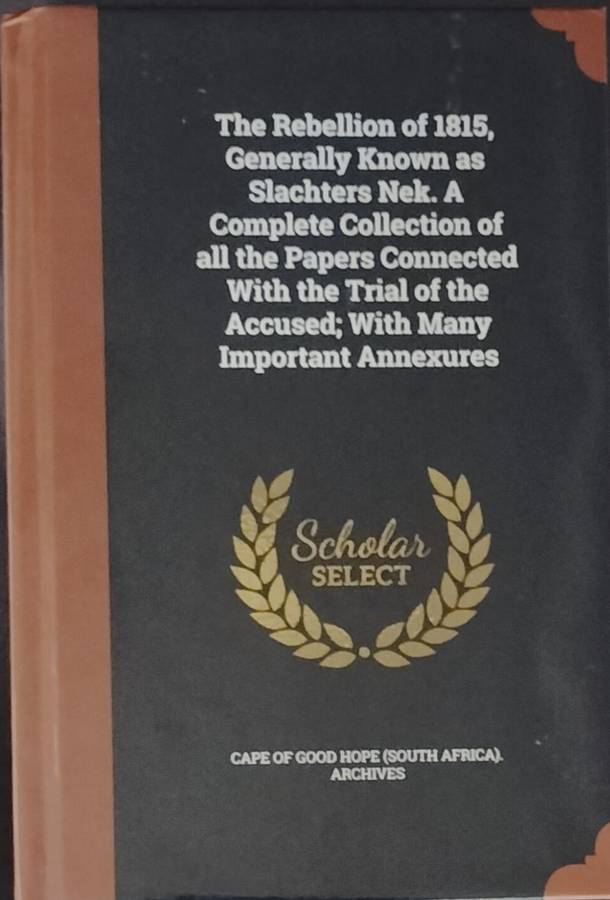 The Rebellion of 1815,
Generally Known as
Slachters Nek. A
Complete Collection of
all the Papers Connected
With the Trial of the
Accused; With Many
Important Annexures
Scholar
SELECT
CAPE OF GOOD HOPE (SOUTH AFRICA).
ARCHIVES